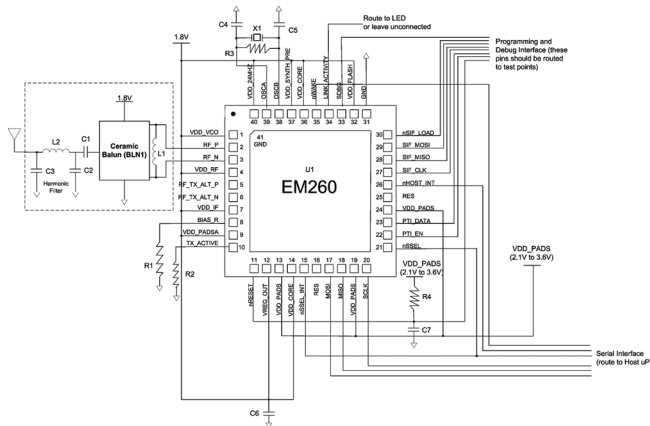 C4
C5
X1
R3
Route to LED
or leave unconnected
1.8V
Programming and
Debug Interface (these
pins should be routed
to test points)
VDD_24MHZ
OSCA
OSCB
VDD_SYNTH_PRE
VDD_CORE
nWAKE
LINK_ACTIVITY
SDBG
VDD_FLASH
GND
40 39 38 37 36 35 34 33 32 31
1.8V
L2
C1
Ceramic
Balun (BLN1)
L1
C3
C2
Harmonic
Filter
VDD_VCO 1
RF_P 2
RF_N 3
VDD_RF 4
RF_TX_ALT_P 5
RF_TX_ALT_N 6
VDD_IF 7
BIAS_R 8
VDD_PADSA 9
TX_ACTIVE 10
41
GND
U1
EM260
30 nSIF_LOAD
29 SIF_MOSI
28 SIF_MISO
27 SIF_CLK
26 nHOST_INT
25 RES
24 VDD_PADS
23 PTI_DATA
22 PTI_EN
21 nSSEL
11 12 13 14 15 16 17 18 19 20
nRESET
VREG_OUT
VDD_PADS
VDD_CORE
nSSEL_INT
RES
MOSI
MISO
VDD_PADS
SCLK
R1
R2
VDD_PADS
(2.1V to 3.6V)
R4
C7
VDD_PADS
(2.1V to 3.6V)
Serial Interface
(route to Host uP
C6